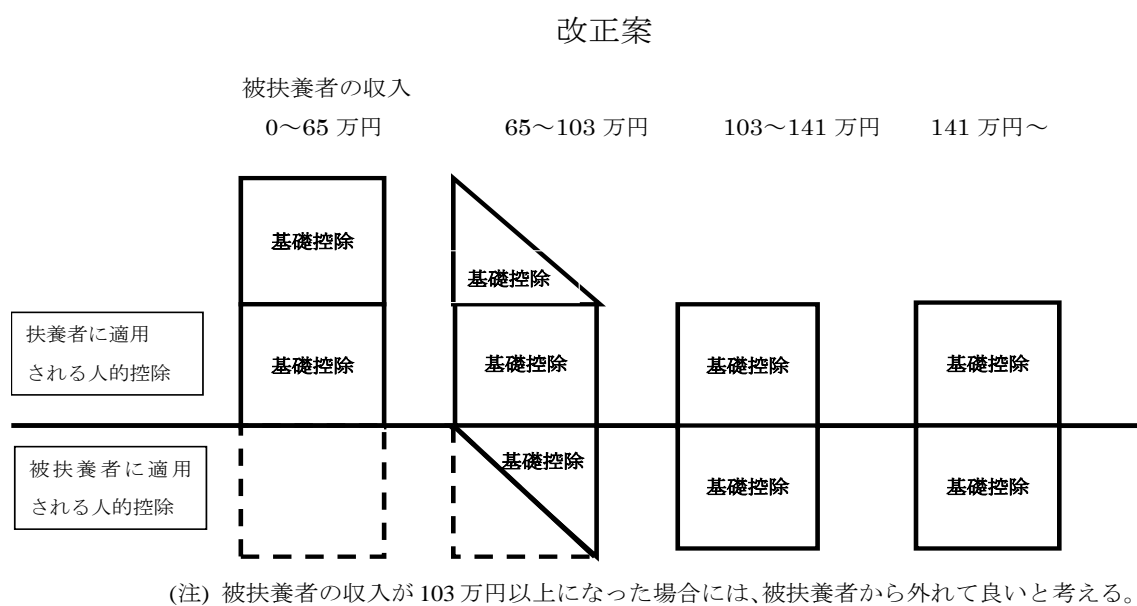 改正案
被扶養者の収入
0～65 万円
65～103 万円
103～141 万円
141 万円～
基礎控除
基礎控除
扶養者に適用
される人的控除
基礎控除
基礎控除
基礎控除
基礎控除
被扶養者に適用
される人的控除
基礎控除
基礎控除
基礎控除
(注) 被扶養者の収入が 103 万円以上になった場合には、被扶養者から外れて良いと考える。